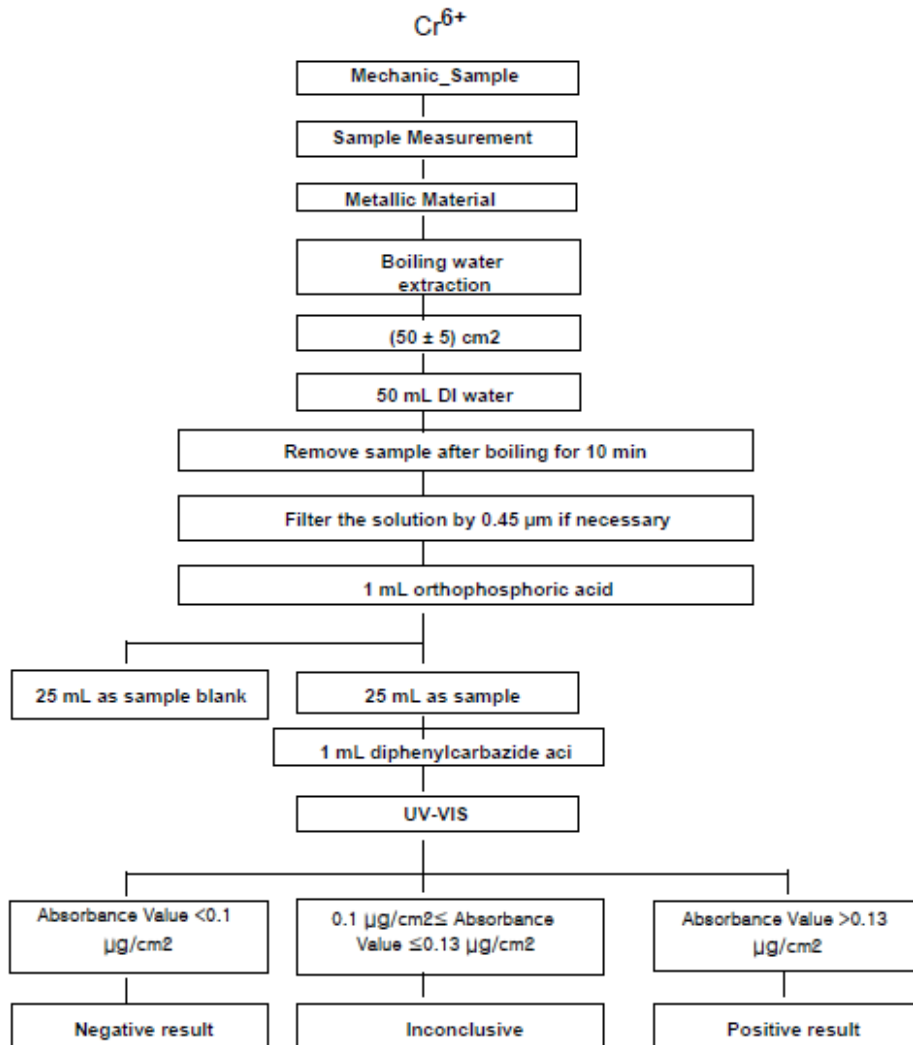 Cr6+
Mechanic_Sample
Sample Measurement
Metallic Material
Boiling water
extraction
(50 ± 5) cm2
50 mL DI water
Remove sample after boiling for 10 min
Filter the solution by 0.45 µm if necessary
1 mL orthophosphoric acid
25 mL as sample blank
25 mL as sample
1 mL diphenylcarbazide aci
UV-VIS
Absorbance Value <0.1
µg/cm2
0.1 µg/cm2≤ Absorbance
Value ≤0.13 µg/cm2
Absorbance Value >0.13
µg/cm2
Negative result
Inconclusive
Positive result